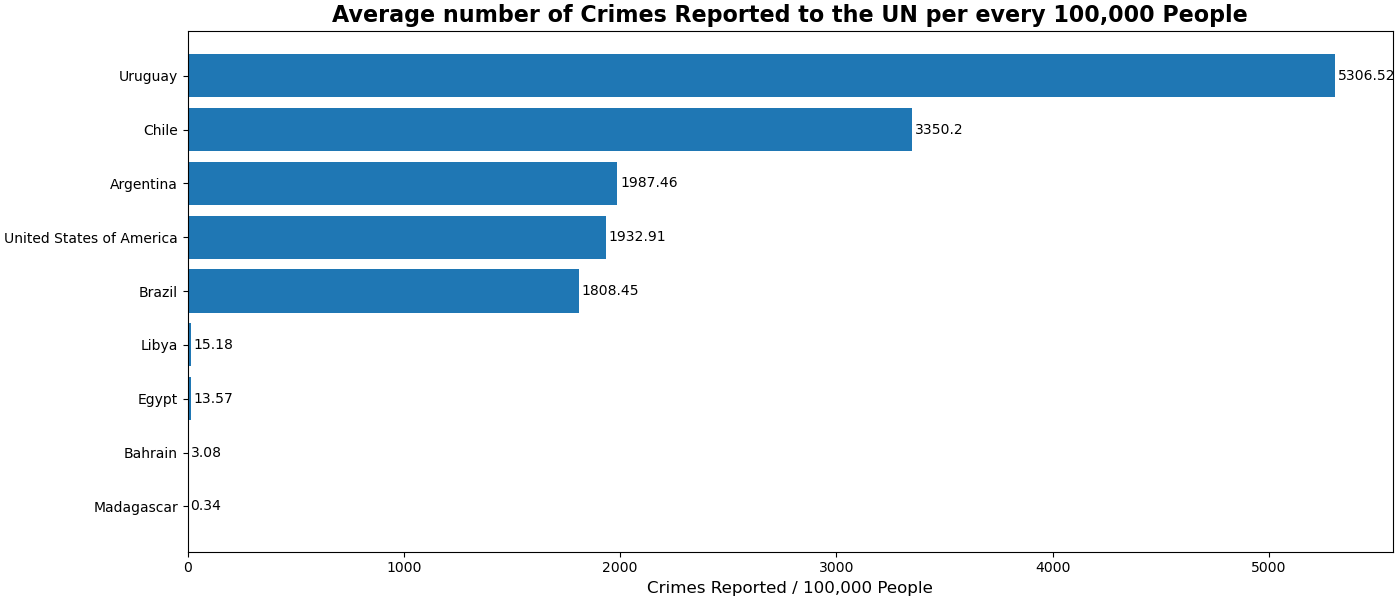 Average number of Crimes Reported to the UN per every 100,000 People
Uruguay 5306.52
Chile 3350.2
Argentina 1987.46
United States of America 1932.91
Brazil 1808.45
Libya 15.18
Egypt 13.57
Bahrain 3.08
Madagascar 0.34
0 1000 2000 3000 4000 5000
Crimes Reported / 100,000 People